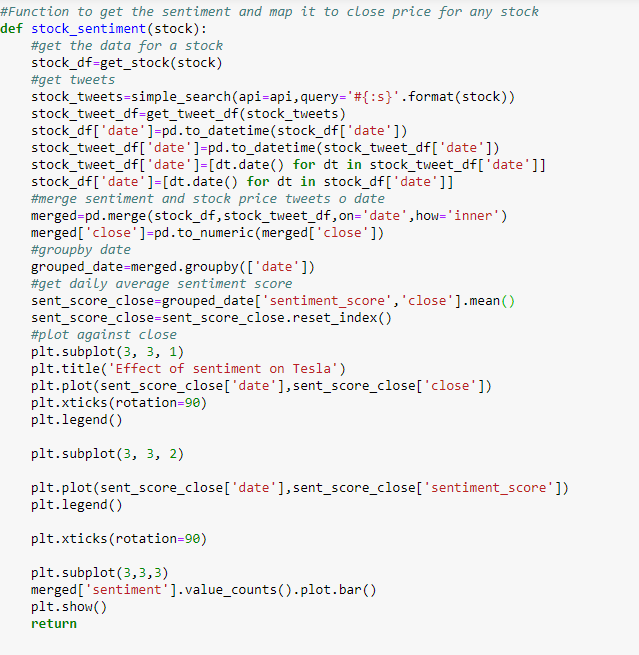 #Function to get the sentiment and map it to close price for any stock
def stock_sentiment(stock):
    #get the data for a stock
    stock_df=get_stock(stock)
    #get tweets
    stock_tweets=simple_search(api=api,query='#{:s}'.format(stock))
    stock_tweet_df=get_tweet_df(stock_tweets)
    stock_df['date']=pd.to_datetime(stock_df['date'])
    stock_tweet_df['date']=pd.to_datetime(stock_tweet_df['date'])
    stock_tweet_df['date']=[dt.date() for dt in stock_tweet_df['date']]
    stock_df['date']=[dt.date() for dt in stock_df['date']]
    #merge sentiment and stock price tweets o date
    merged=pd.merge(stock_df,stock_tweet_df,on='date',how='inner')
    merged['close']=pd.to_numeric(merged['close'])
    #groupby date
    grouped_date=merged.groupby(['date'])
    #get daily average sentiment score
    sent_score_close=grouped_date['sentiment_score','close'].mean()
    sent_score_close=sent_score_close.reset_index()
    #plot against close
    plt.subplot(3, 3, 1)
    plt.title('Effect of sentiment on Tesla')
    plt.plot(sent_score_close['date'],sent_score_close['close'])
    plt.xticks(rotation=90)
    plt.legend()
    plt.subplot(3, 3, 2)
    plt.plot(sent_score_close['date'],sent_score_close['sentiment_score'])
    plt.legend()
    plt.xticks(rotation=90)
    plt.subplot(3,3,3)
    merged['sentiment'].value_counts().plot.bar()
    plt.show()
    return